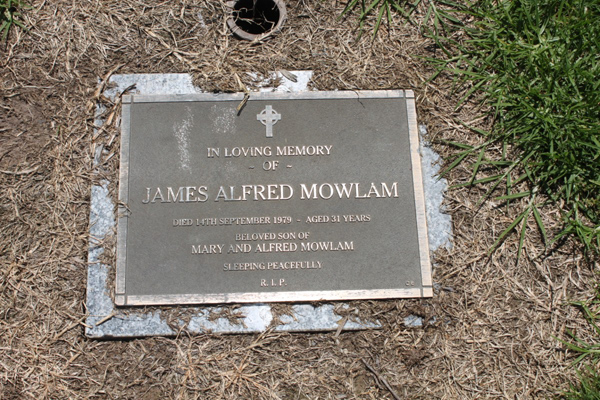 IN LOVING MEMORY
~ OF ~
JAMES ALFRED MOWLAM
DIED 14TH SEPTEMBER 1979 - AGED 31 YEARS
BELOVED SON OF
MARY AND ALFRED MOWLAM
SLEEPING PEACEFULLY
R. I. P.